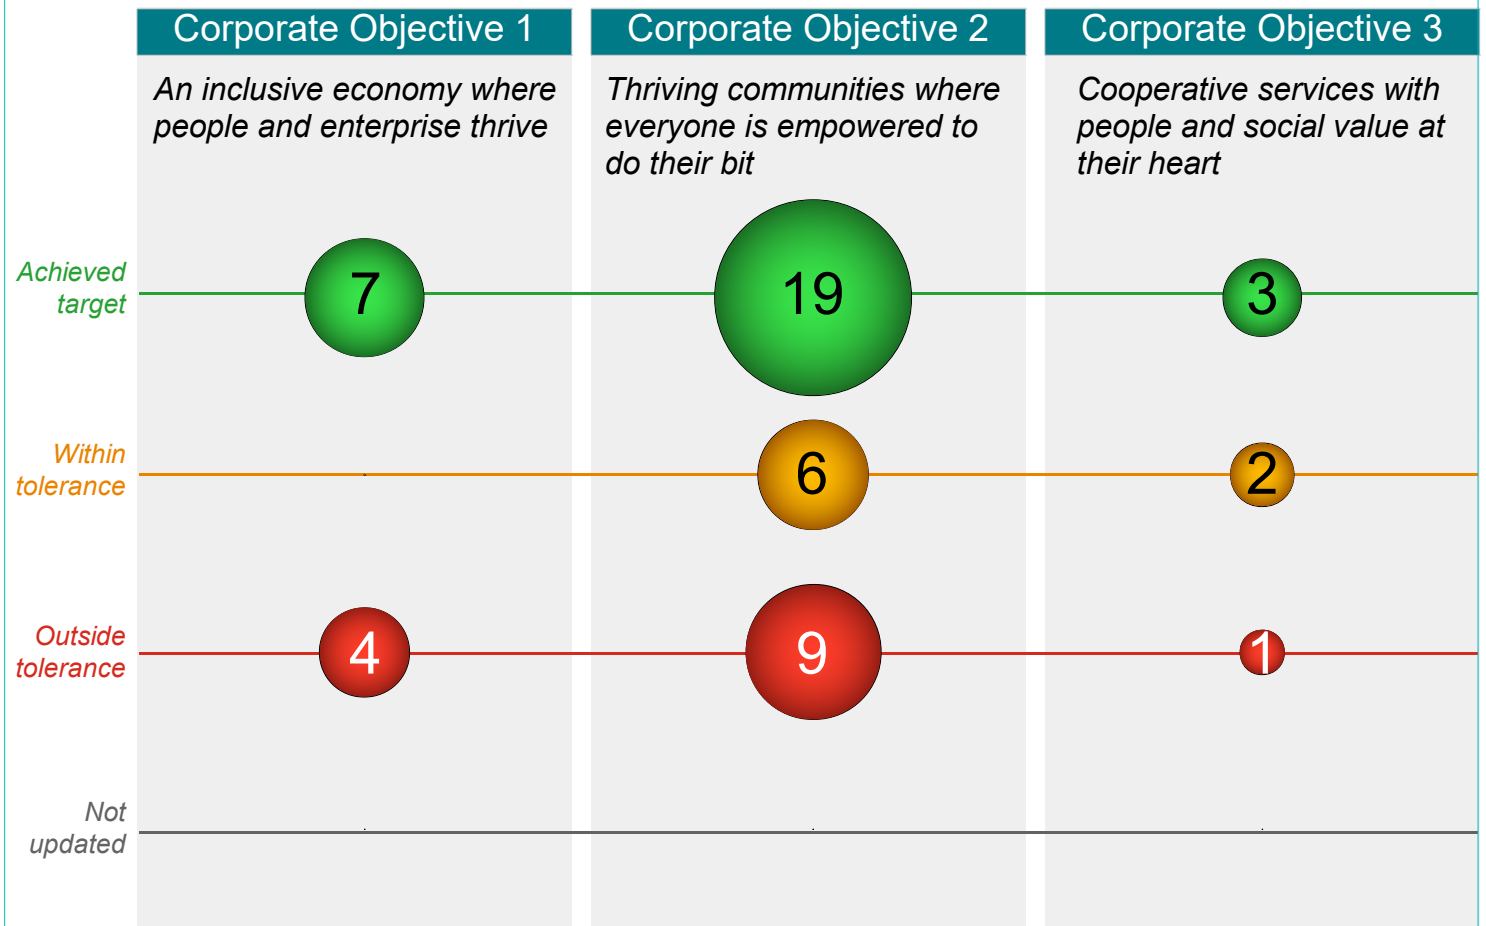 Corporate Objective 1
Corporate Objective 2
Corporate Objective 3
An inclusive economy where
people and enterprise thrive
Thriving communities where
everyone is empowered to
do their bit
Cooperative services with
people and social value at
their heart
Achieved
target
7
19
3
Within
tolerance
6
2
Outside
tolerance
4
9
1
Not
updated